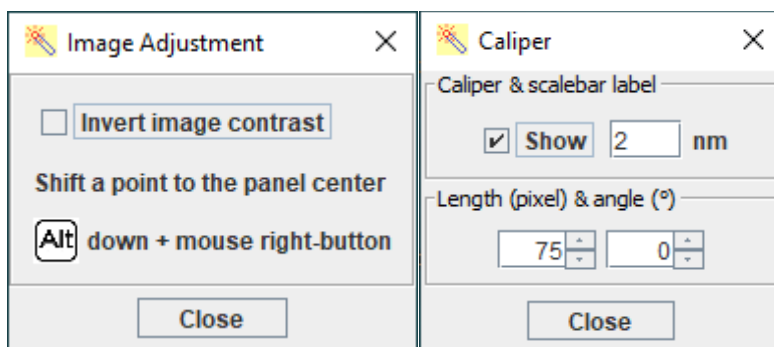 Image Adjustment
Invert image contrast
Shift a point to the panel center
Alt down + mouse right-button
Close
Caliper
Caliper & scalebar label
Show 2 nm
Length (pixel) & angle (°)
75 0
Close